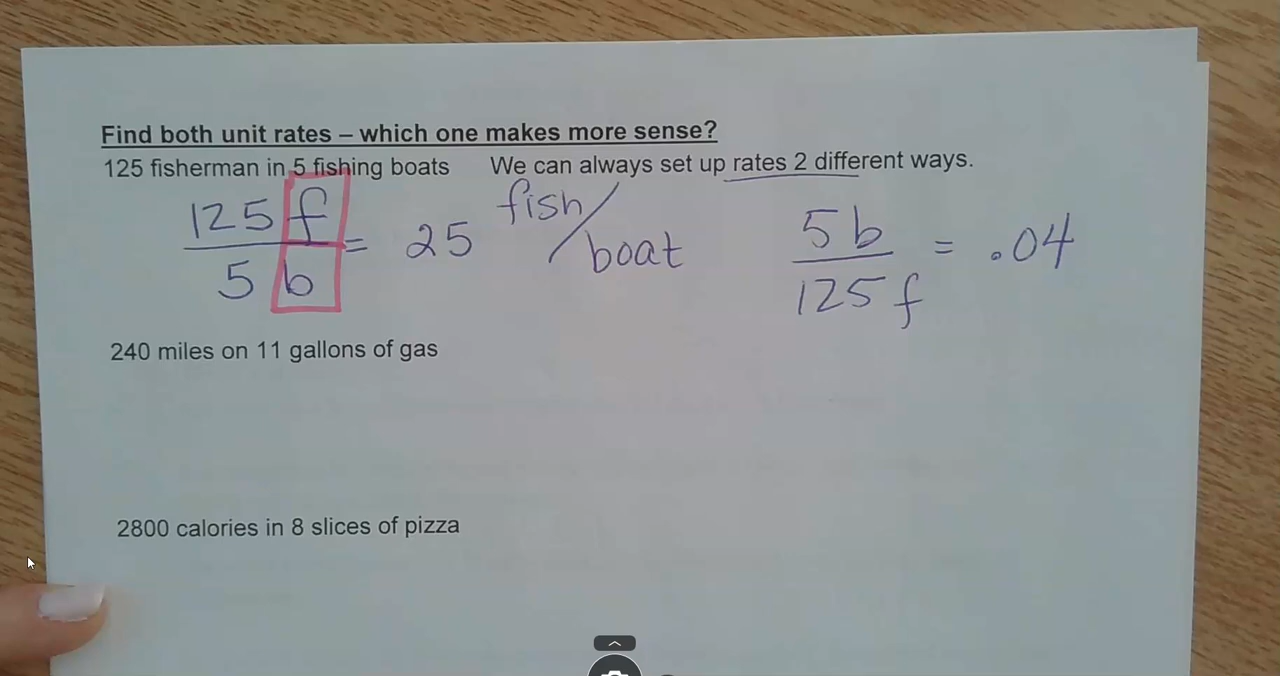 Find both unit rates – which one makes more sense?
125 fisherman in 5 fishing boats We can always set up rates 2 different ways.
125 f / 5 b = 25 fish/boat 5 b / 125 f = .04
240 miles on 11 gallons of gas
2800 calories in 8 slices of pizza